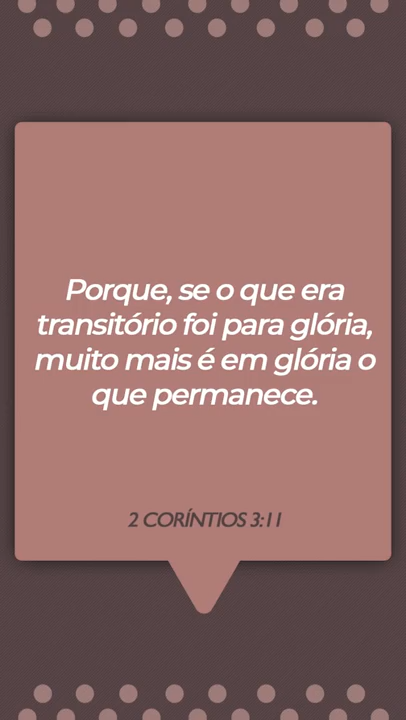 Porque, se o que era
transitório foi para glória,
muito mais é em glória o
que permanece.
2 CORÍNTIOS 3:11